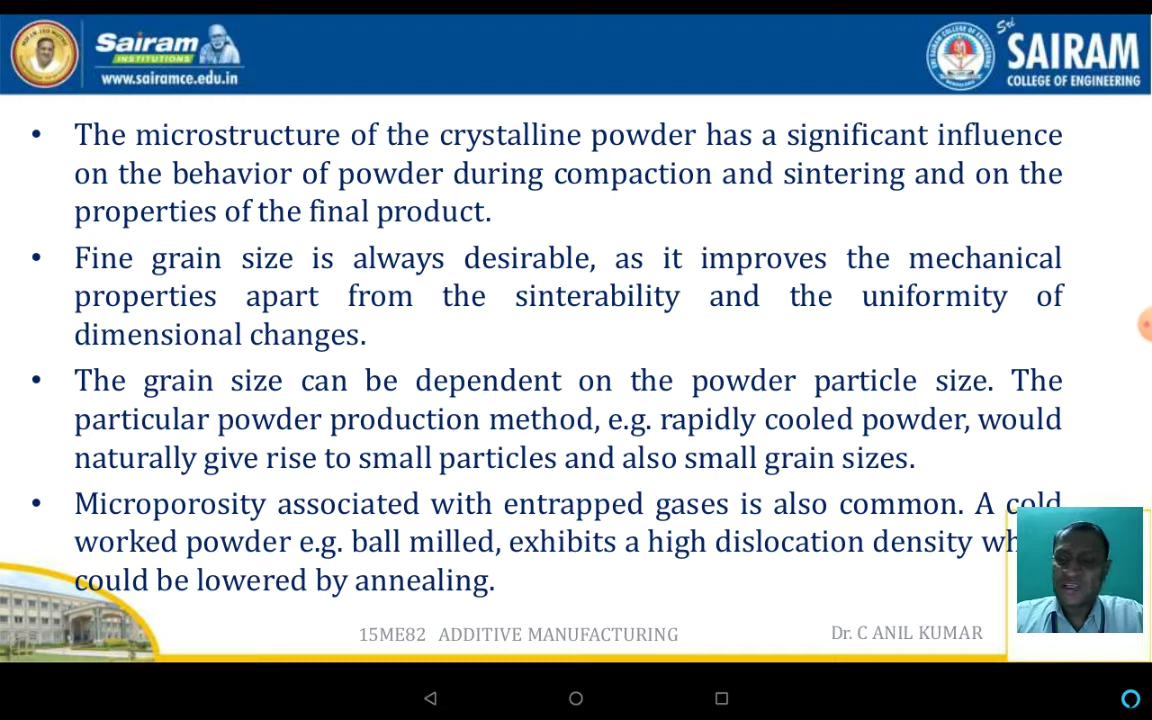 Sairam
INSTITUTIONS
www.sairamce.edu.in
Sri
SAIRAM
COLLEGE OF ENGINEERING
• The microstructure of the crystalline powder has a significant influence
on the behavior of powder during compaction and sintering and on the
properties of the final product.
• Fine grain size is always desirable, as it improves the mechanical
properties apart from the sinterability and the uniformity of
dimensional changes.
• The grain size can be dependent on the powder particle size. The
particular powder production method, e.g. rapidly cooled powder, would
naturally give rise to small particles and also small grain sizes.
• Microporosity associated with entrapped gases is also common. A cold
worked powder e.g. ball milled, exhibits a high dislocation density
could be lowered by annealing.
15ME82 ADDITIVE MANUFACTURING
Dr. C ANIL KUMAR